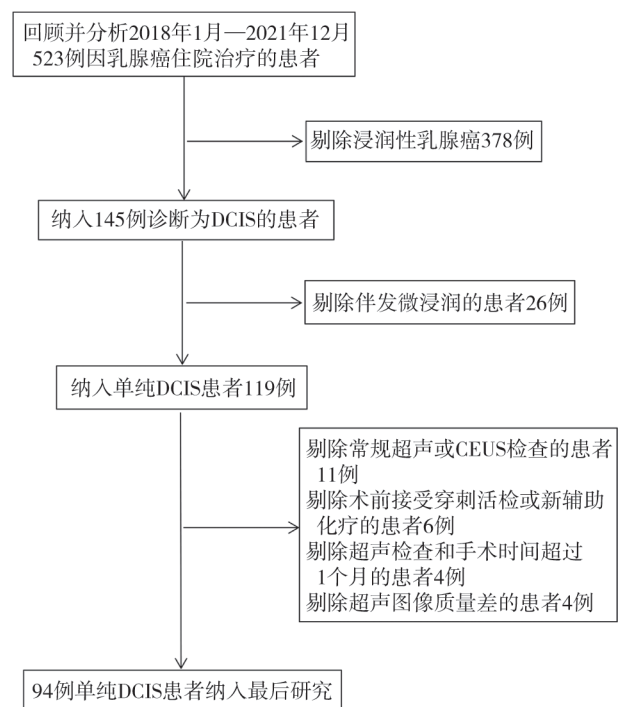 回顾并分析2018年1月—2021年12月
523例因乳腺癌住院治疗的患者
剔除浸润性乳腺癌378例
纳入145例诊断为DCIS的患者
剔除伴发微浸润的患者26例
纳入单纯DCIS患者119例
剔除常规超声或CEUS检查的患者
11例
剔除术前接受穿刺活检或新辅助
化疗的患者6例
剔除超声检查和手术时间超过
1个月的患者4例
剔除超声图像质量差的患者4例
94例单纯DCIS患者纳入最后研究